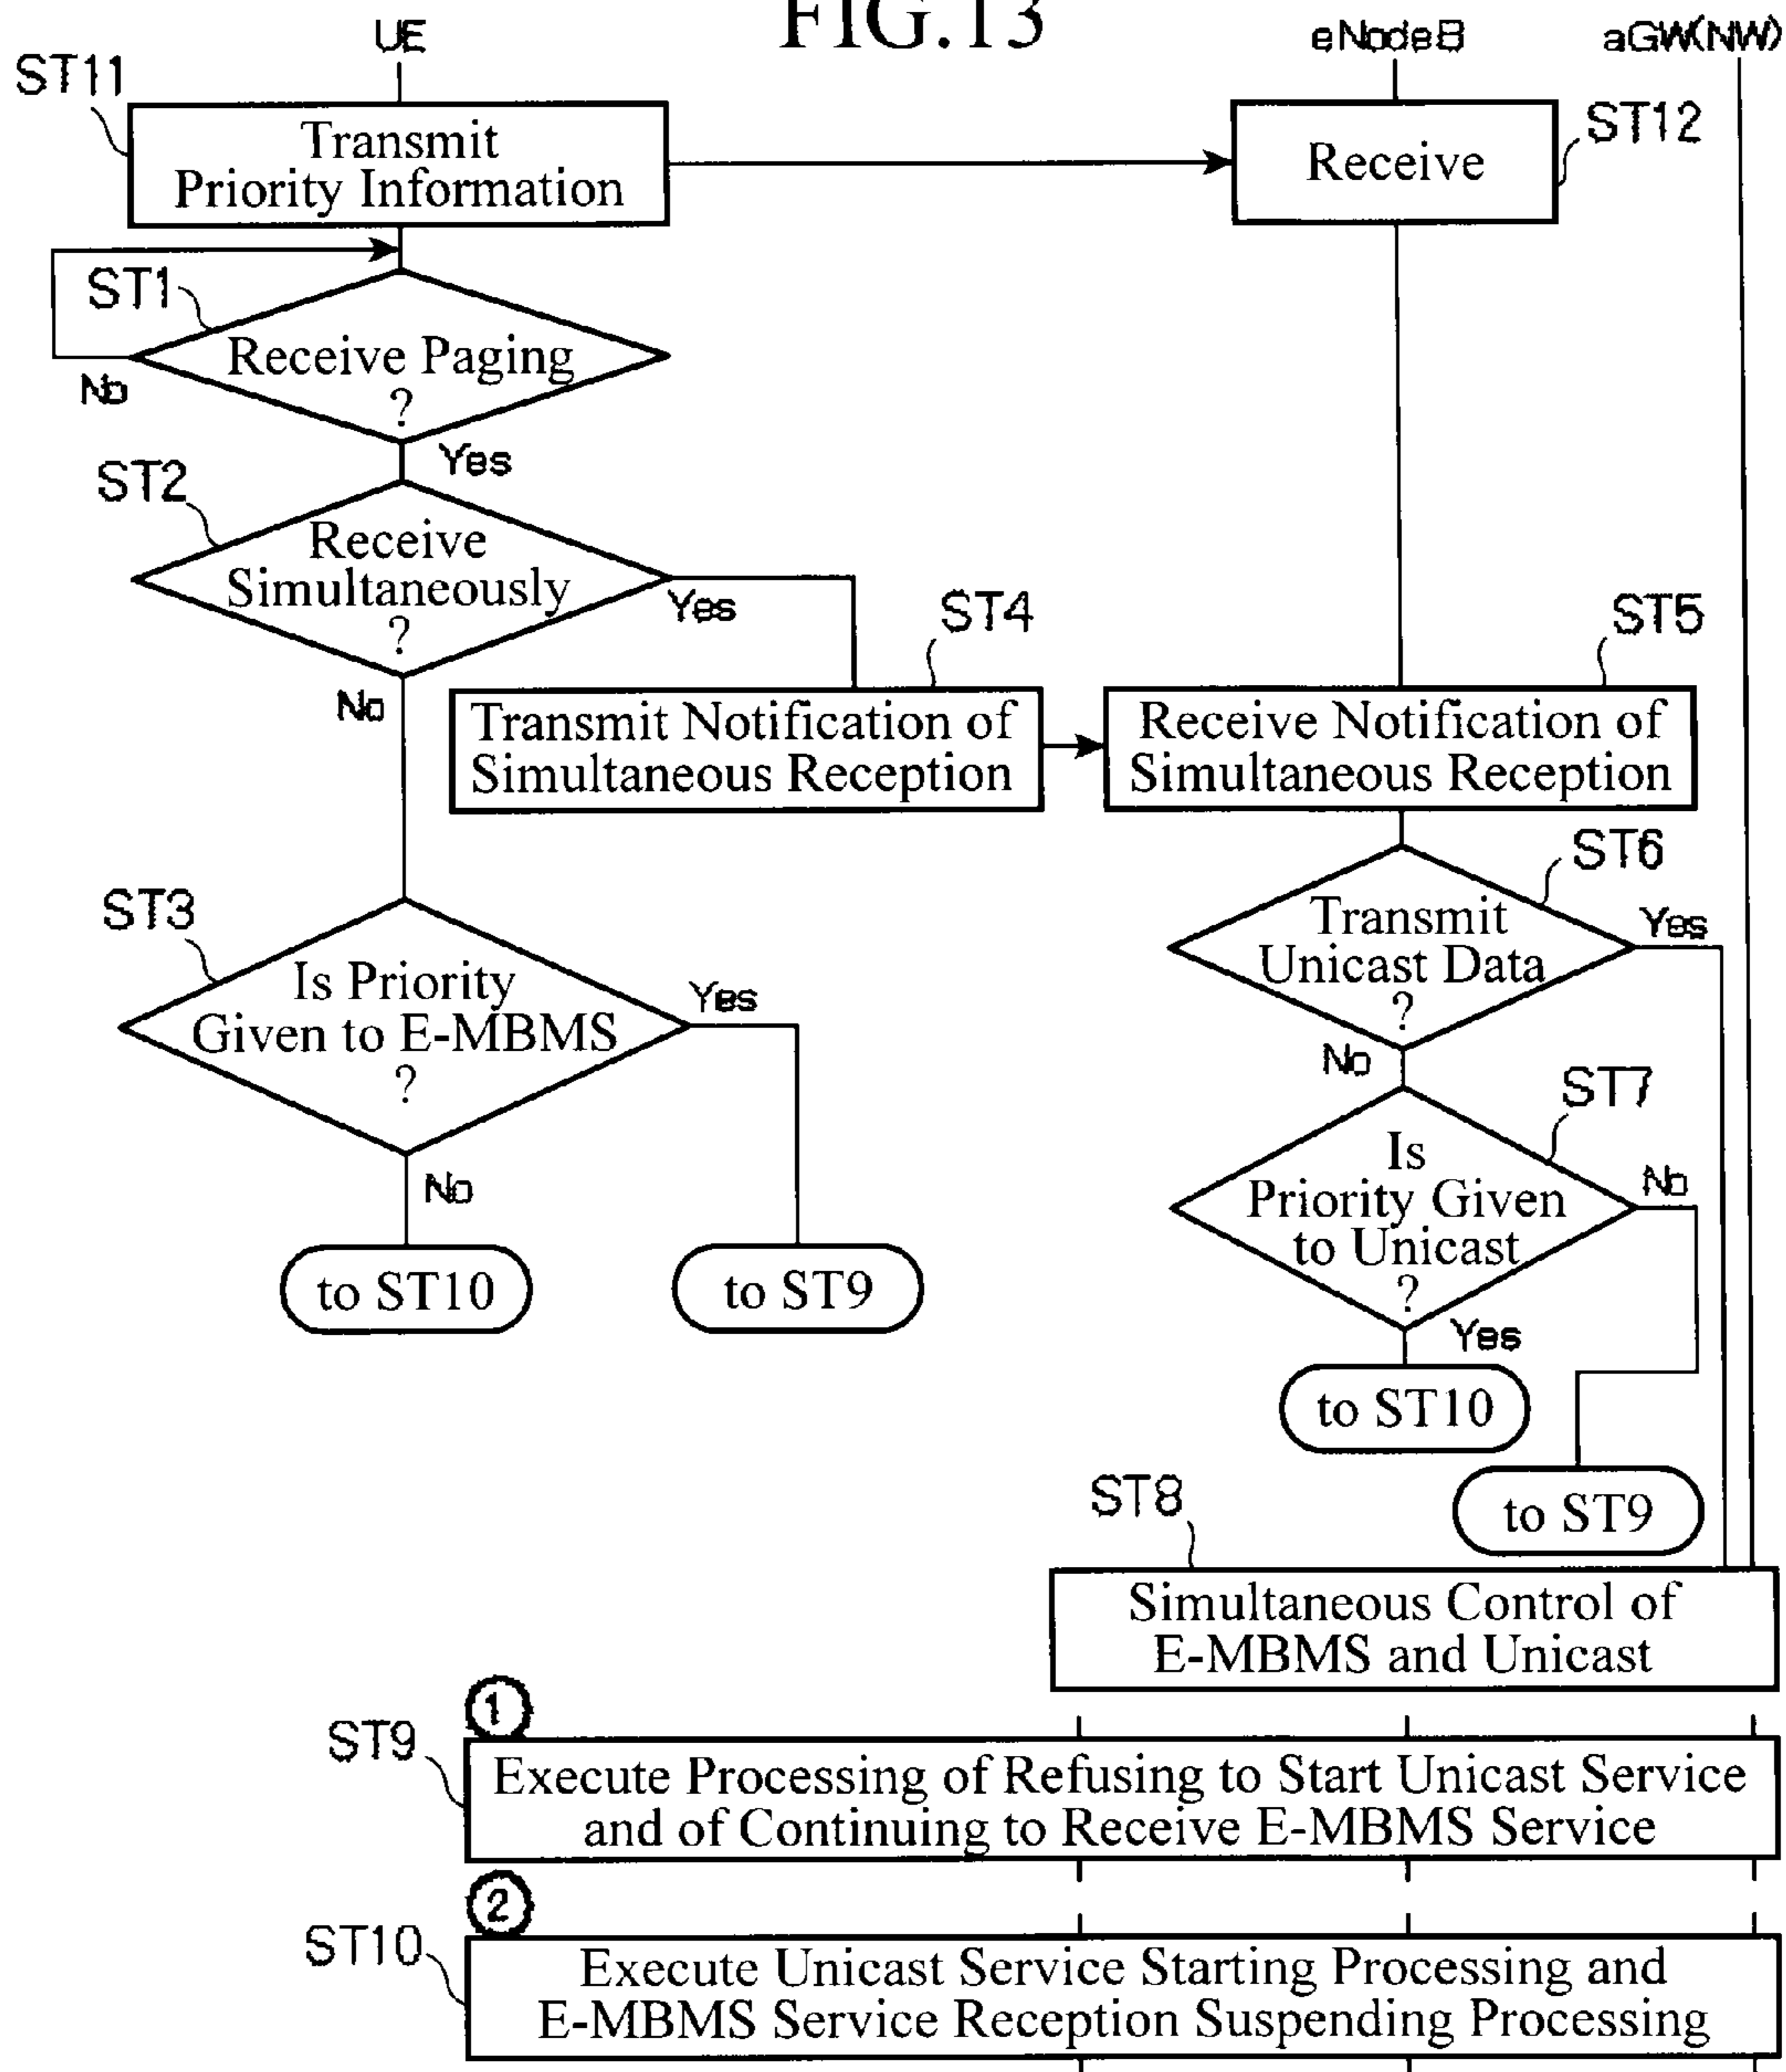 FIG.13
UE
eNodeB
aGW(NW)
ST11
Transmit
Priority Information
Receive
ST12
ST1
Receive Paging
?
No
Yes
ST2
Receive
Simultaneously
?
Yes
No
ST4
Transmit Notification of
Simultaneous Reception
ST5
Receive Notification of
Simultaneous Reception
ST6
Transmit
Unicast Data
?
Yes
No
ST3
Is Priority
Given to E-MBMS
?
Yes
No
to ST10
to ST9
ST7
Is
Priority Given
to Unicast
?
No
Yes
to ST10
to ST9
ST8
Simultaneous Control of
E-MBMS and Unicast
1
ST9
Execute Processing of Refusing to Start Unicast Service
and of Continuing to Receive E-MBMS Service
2
ST10
Execute Unicast Service Starting Processing and
E-MBMS Service Reception Suspending Processing